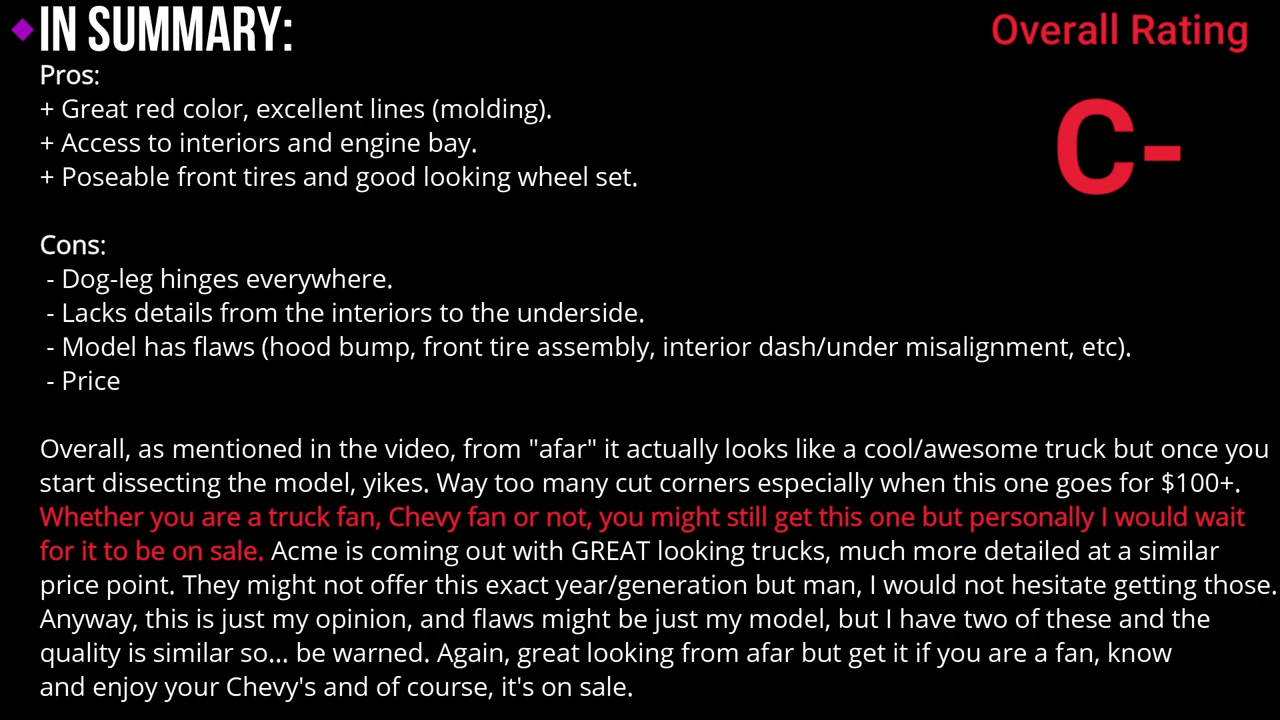 IN SUMMARY:
Overall Rating
C-
Pros:
+ Great red color, excellent lines (molding).
+ Access to interiors and engine bay.
+ Poseable front tires and good looking wheel set.
Cons:
- Dog-leg hinges everywhere.
- Lacks details from the interiors to the underside.
- Model has flaws (hood bump, front tire assembly, interior dash/under misalignment, etc).
- Price
Overall, as mentioned in the video, from "afar" it actually looks like a cool/awesome truck but once you
start dissecting the model, yikes. Way too many cut corners especially when this one goes for $100+.
Whether you are a truck fan, Chevy fan or not, you might still get this one but personally I would wait
for it to be on sale. Acme is coming out with GREAT looking trucks, much more detailed at a similar
price point. They might not offer this exact year/generation but man, I would not hesitate getting those.
Anyway, this is just my opinion, and flaws might be just my model, but I have two of these and the
quality is similar so... be warned. Again, great looking from afar but get it if you are a fan, know
and enjoy your Chevy's and of course, it's on sale.